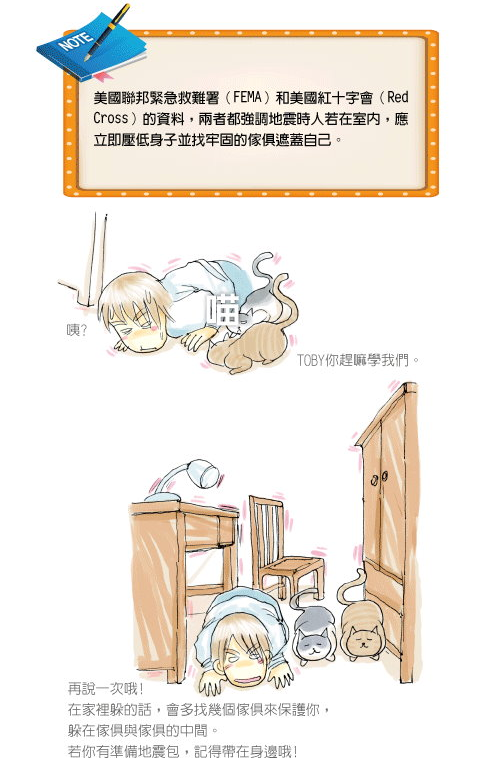 NOTE
美國聯邦緊急救難署（FEMA）和美國紅十字會（Red
Cross）的資料，兩者都強調地震時人若在室內，應
立即壓低身子並找牢固的傢俱遮蓋自己。
喵
咦?
TOBY你趕嘛學我們。
再說一次哦!
在家裡躲的話，會多找幾個傢俱來保護你，
躲在傢俱與傢俱的中間。
若你有準備地震包，記得帶在身邊哦!